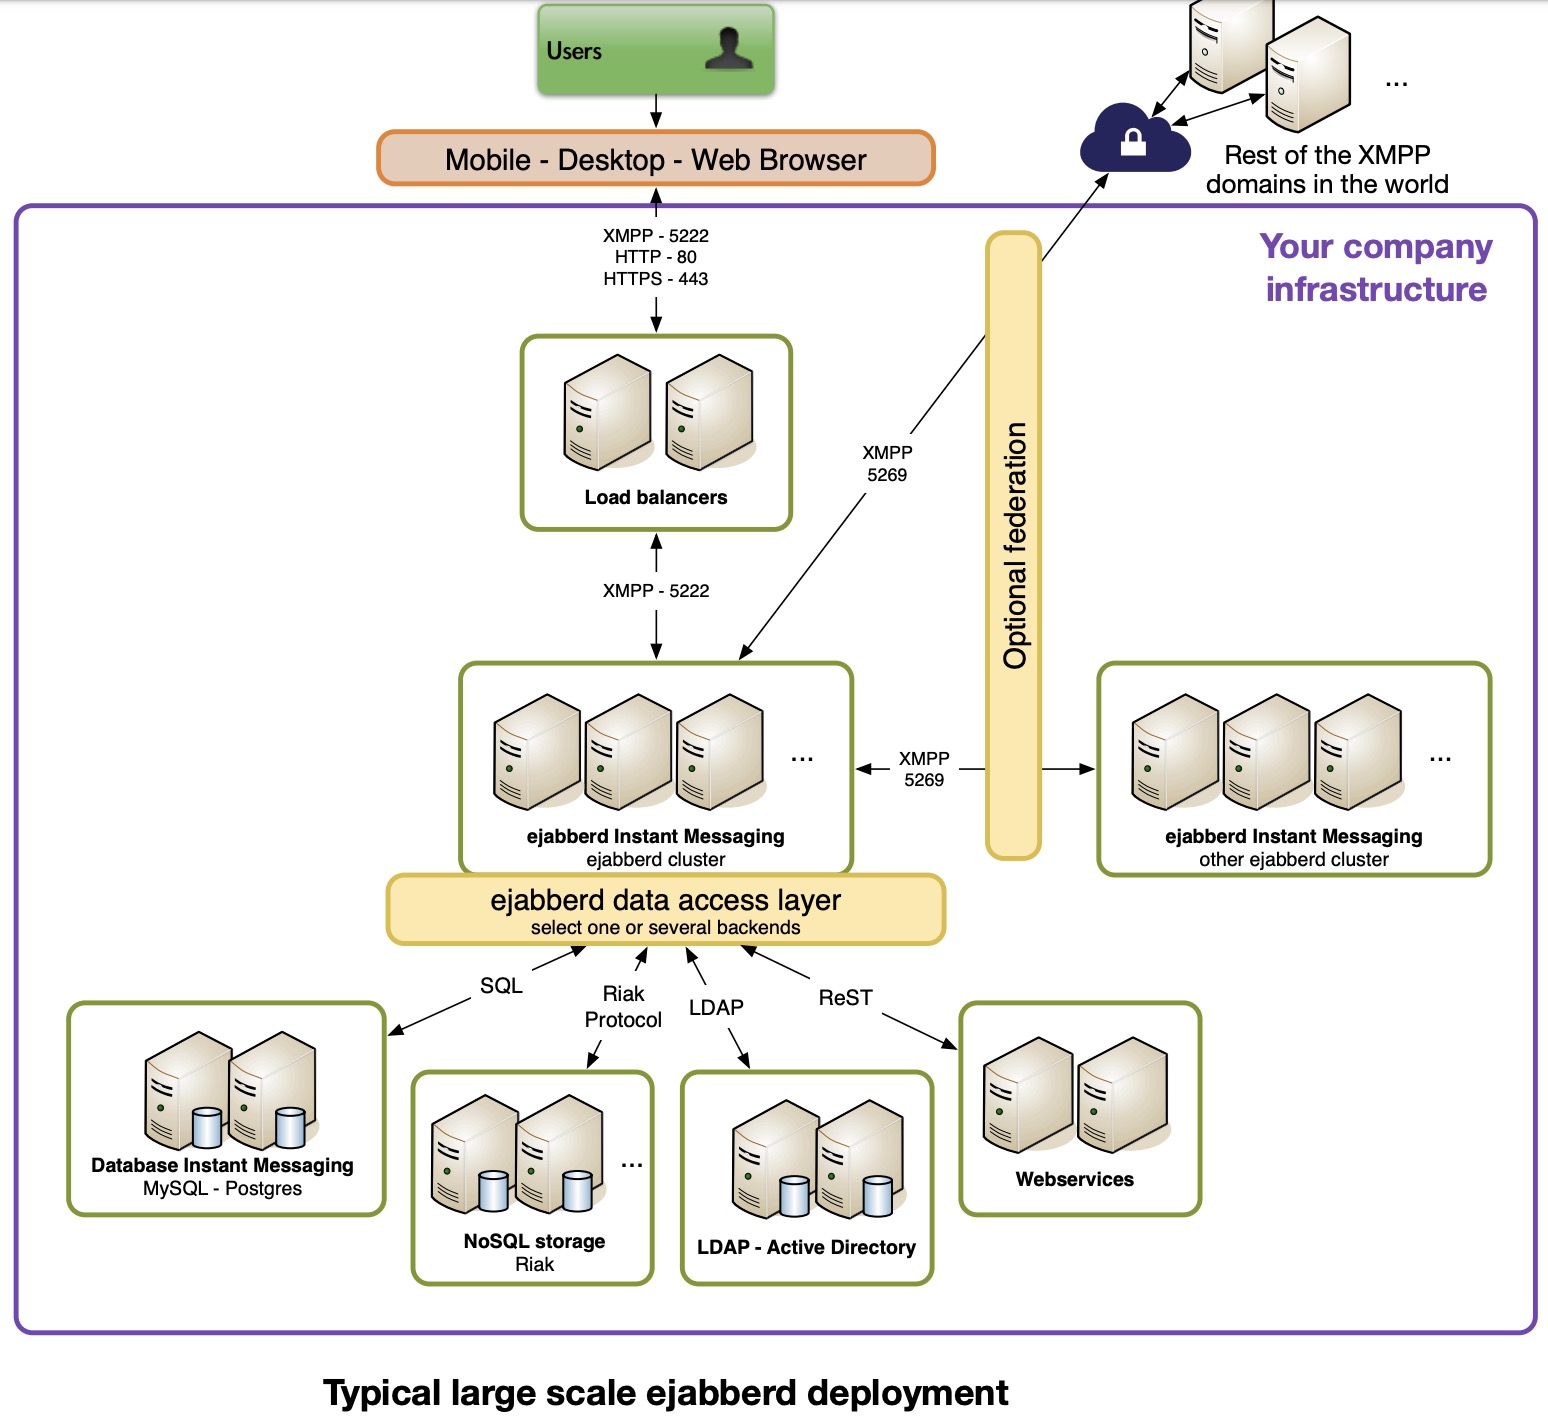 Users
...
Mobile - Desktop - Web Browser
Rest of the XMPP
domains in the world
XMPP - 5222
HTTP - 80
HTTPS - 443
Your company
infrastructure
Load balancers
XMPP
5269
Optional federation
XMPP - 5222
...
ejabberd Instant Messaging
ejabberd cluster
XMPP
5269
...
ejabberd Instant Messaging
other ejabberd cluster
ejabberd data access layer
select one or several backends
SQL
Riak
Protocol
LDAP
ReST
Database Instant Messaging
MySQL - Postgres
...
NoSQL storage
Riak
LDAP - Active Directory
Webservices
Typical large scale ejabberd deployment